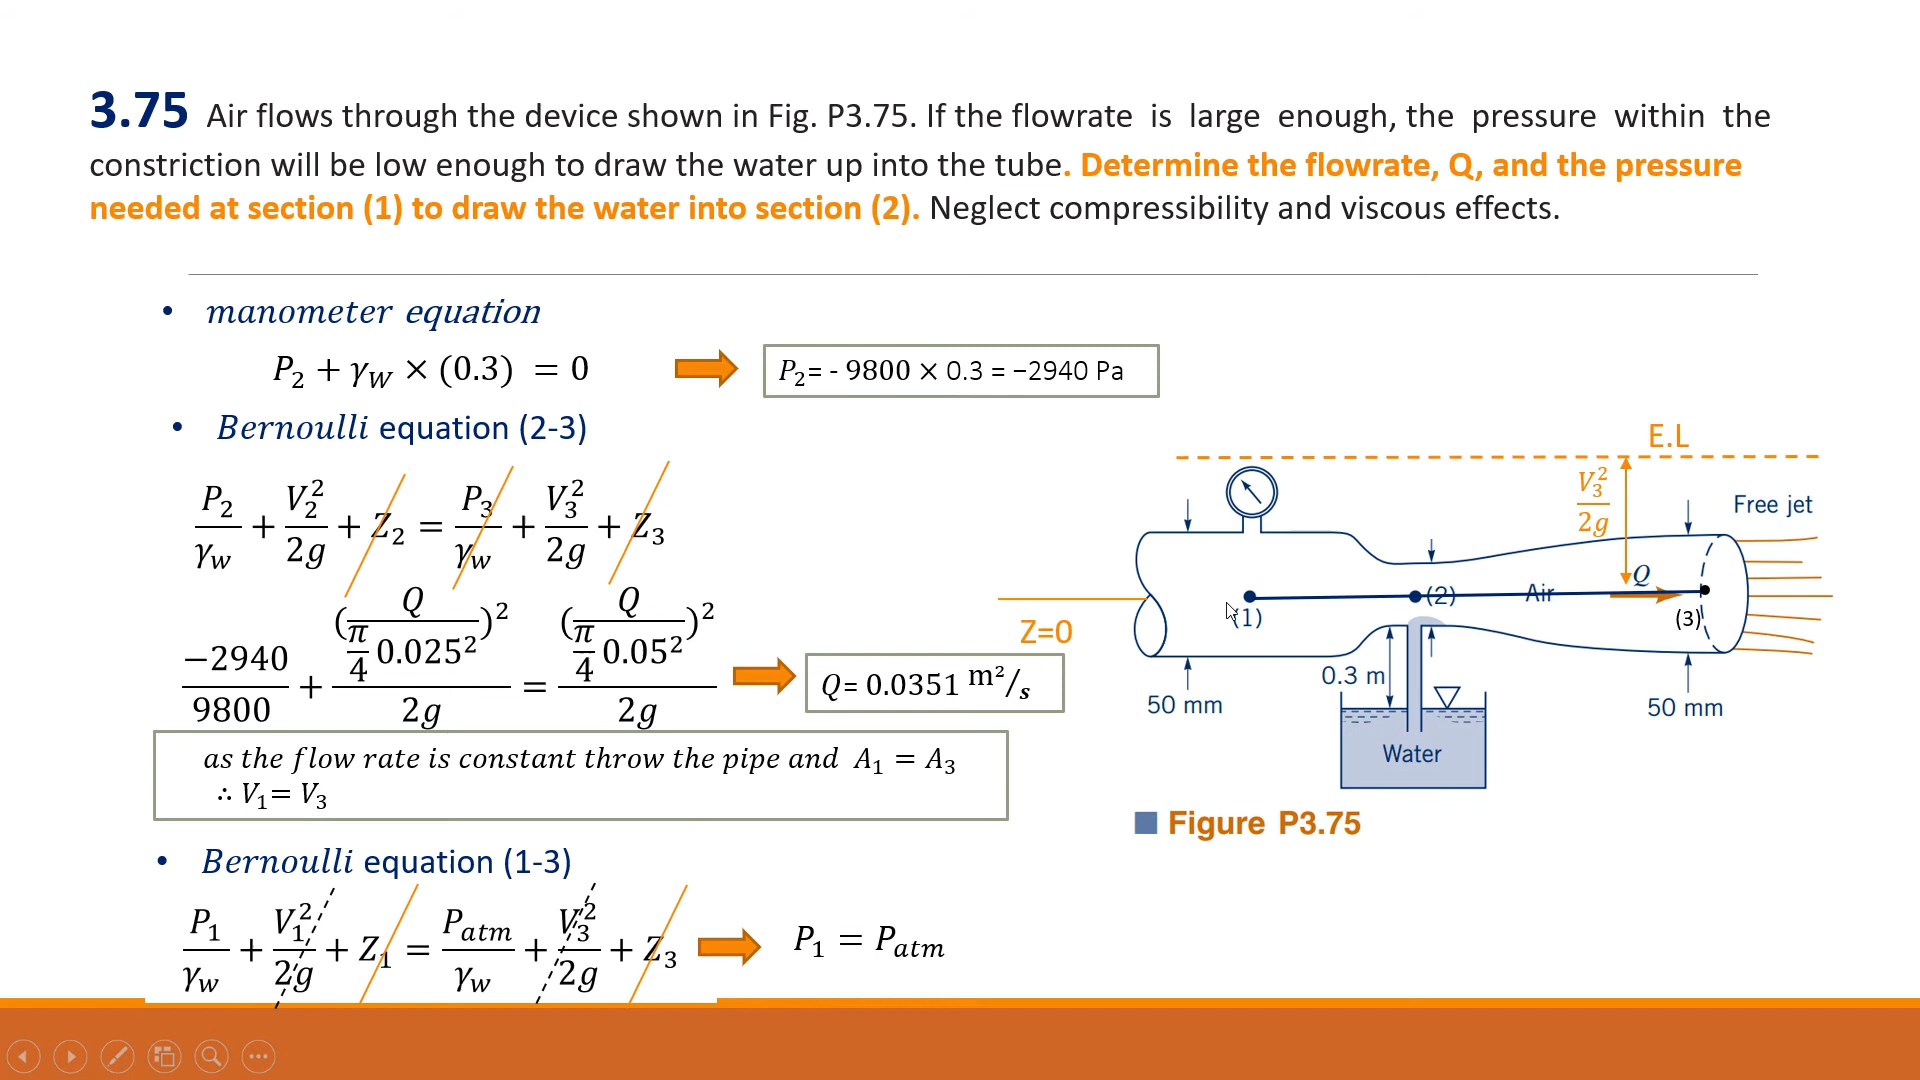 3.75 Air flows through the device shown in Fig. P3.75. If the flowrate is large enough, the pressure within the
constriction will be low enough to draw the water up into the tube. Determine the flowrate, Q, and the pressure
needed at section (1) to draw the water into section (2). Neglect compressibility and viscous effects.
• manometer equation
P₂ + γ_W × (0.3) = 0
P₂= - 9800 × 0.3 = −2940 Pa
• Bernoulli equation (2-3)
P₂/γ_w + V₂²/2g + Z₂ = P₃/γ_w + V₃²/2g + Z₃
−2940/9800 + (Q/(π/4 0.025²))²/2g = (Q/(π/4 0.05²))²/2g
Q= 0.0351 m²/s
as the flow rate is constant throw the pipe and A₁ = A₃
∴ V₁= V₃
• Bernoulli equation (1-3)
P₁/γ_w + V₁²/2g + Z₁ = P_atm/γ_w + V₃²/2g + Z₃
P₁ = P_atm
E.L
V₃²/2g
Free jet
Q
(1)
(2)
Air
(3)
Z=0
0.3 m
50 mm
50 mm
Water
Figure P3.75